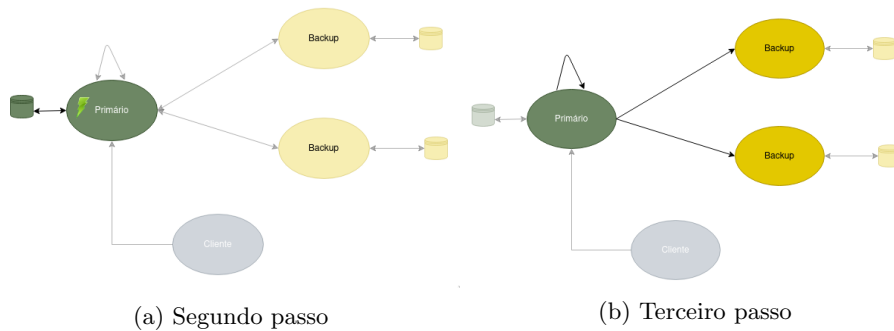 Backup
Primário
Backup
Cliente
(a) Segundo passo
Backup
Primário
Backup
Cliente
(b) Terceiro passo